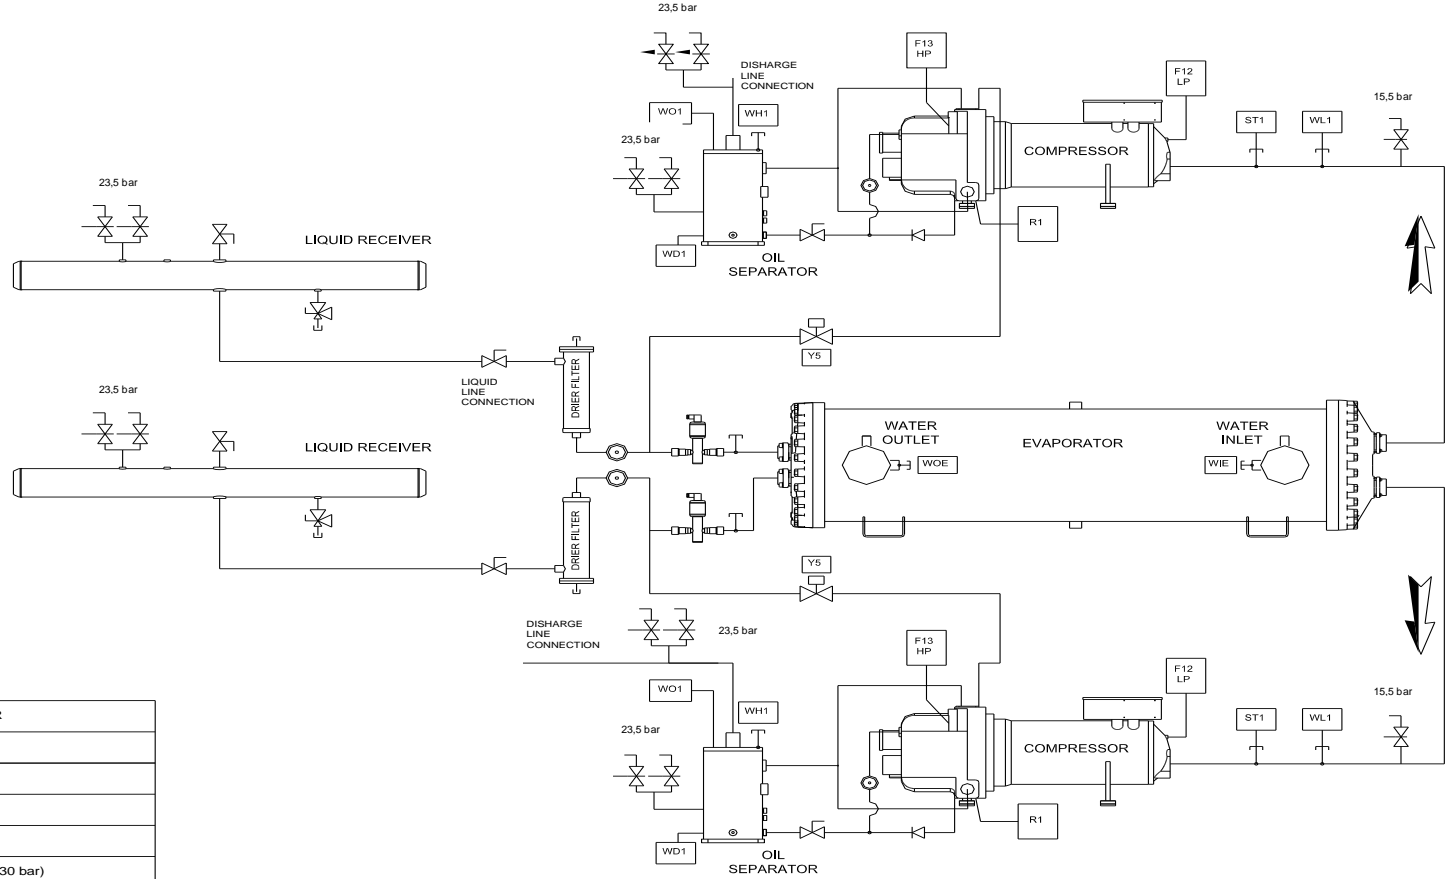 23,5 bar
F13
HP
DISHARGE
LINE
CONNECTION
F12
LP
15,5 bar
WO1
WH1
ST1
WL1
23,5 bar
COMPRESSOR
23,5 bar
R1
LIQUID RECEIVER
WD1
OIL
SEPARATOR
Y5
DRIER FILTER
LIQUID
LINE
CONNECTION
23,5 bar
WATER
OUTLET
EVAPORATOR
WATER
INLET
LIQUID RECEIVER
WOE
WIE
DRIER FILTER
Y5
DISHARGE
LINE
CONNECTION
23,5 bar
F13
HP
F12
LP
WO1
WH1
15,5 bar
ST1
WL1
23,5 bar
COMPRESSOR
R1
WD1
OIL
SEPARATOR
30 bar)